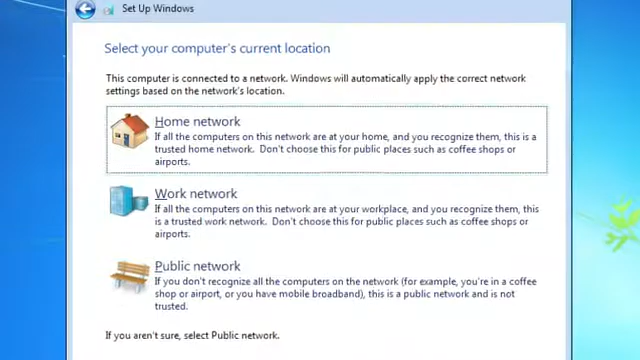 Set Up Windows
Select your computer's current location
This computer is connected to a network. Windows will automatically apply the correct network
settings based on the network's location.
Home network
If all the computers on this network are at your home, and you recognize them, this is a
trusted home network.  Don't choose this for public places such as coffee shops or
airports.
Work network
If all the computers on this network are at your workplace, and you recognize them, this
is a trusted work network.  Don't choose this for public places such as coffee shops or
airports.
Public network
If you don't recognize all the computers on the network (for example, you're in a coffee
shop or airport, or you have mobile broadband), this is a public network and is not
trusted.
If you aren't sure, select Public network.